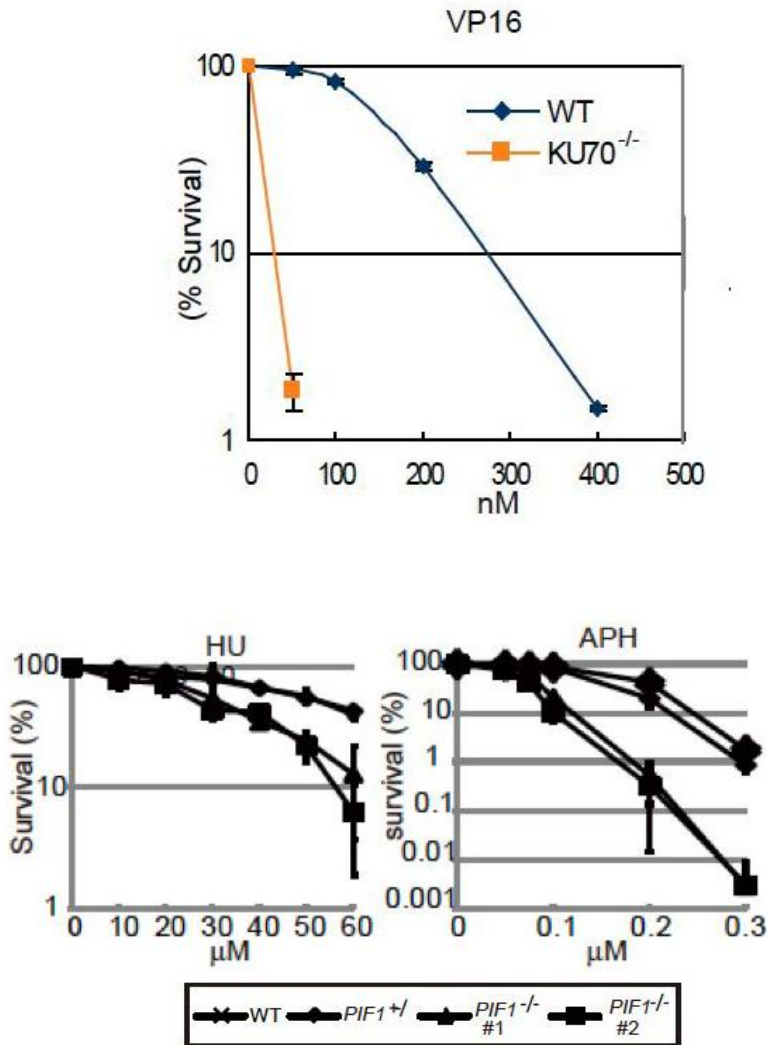 VP16
(% Survival)
100
10
1
WT
KU70-/-
0 100 200 300 400 500
nM
HU
Survival (%)
100
10
1
0 10 20 30 40 50 60
µM
APH
survival (%)
100
10
1
0.1
0.01
0.001
0 0.1 0.2 0.3
µM
WT PIF1+/ PIF1-/- #1 PIF1-/- #2